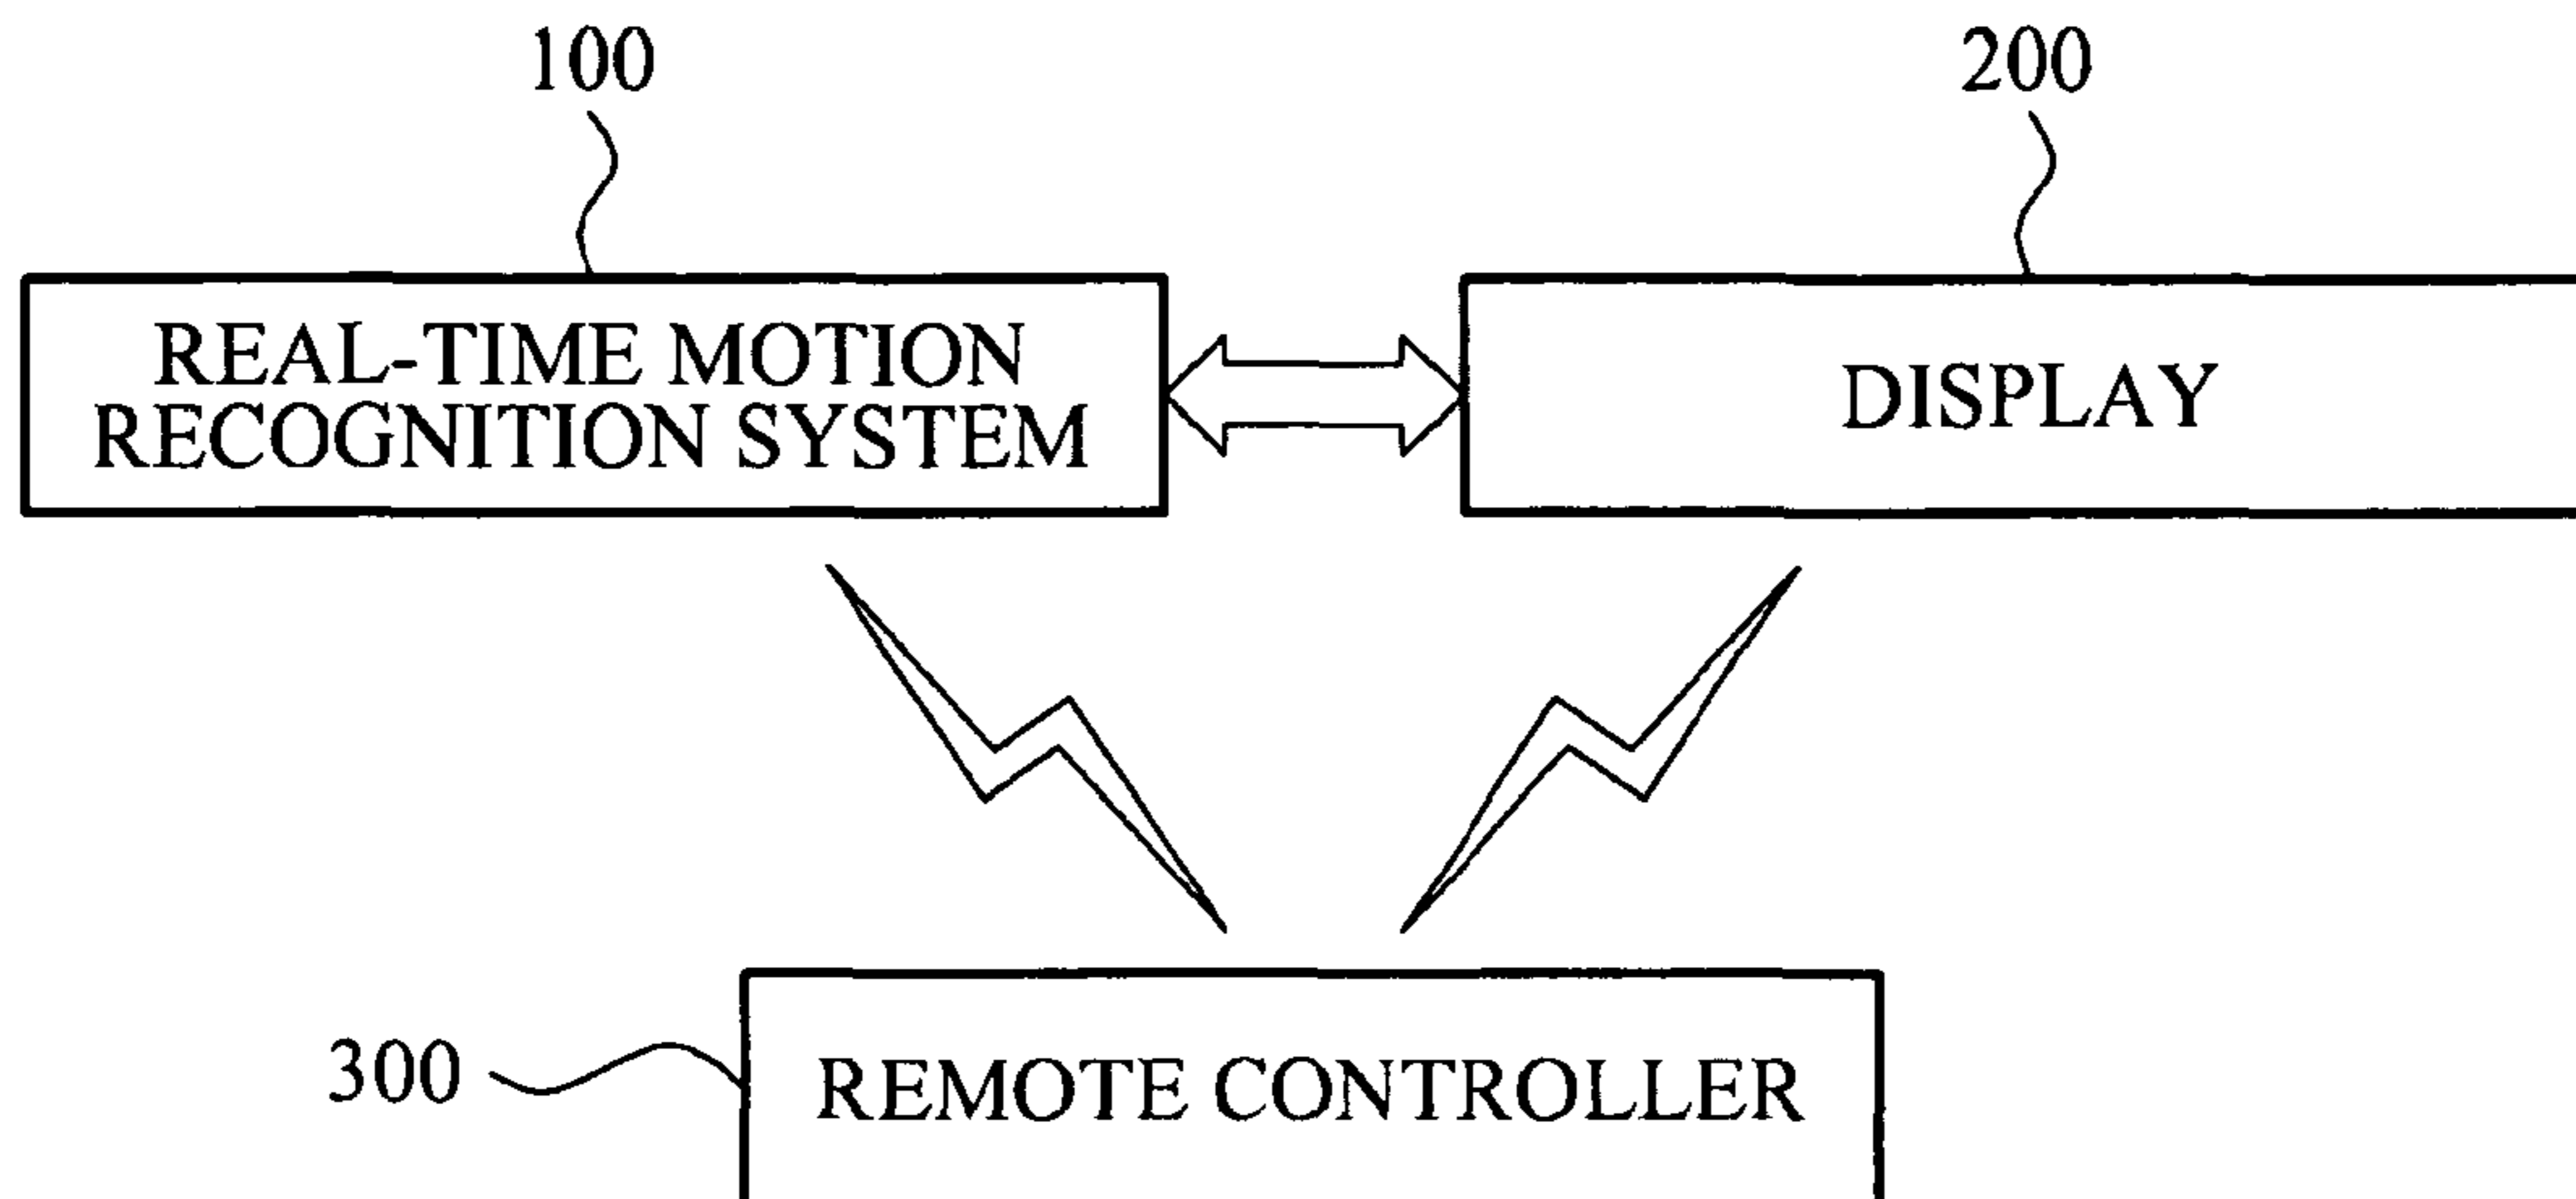 100
200
REAL-TIME MOTION
RECOGNITION SYSTEM
DISPLAY
300
REMOTE CONTROLLER